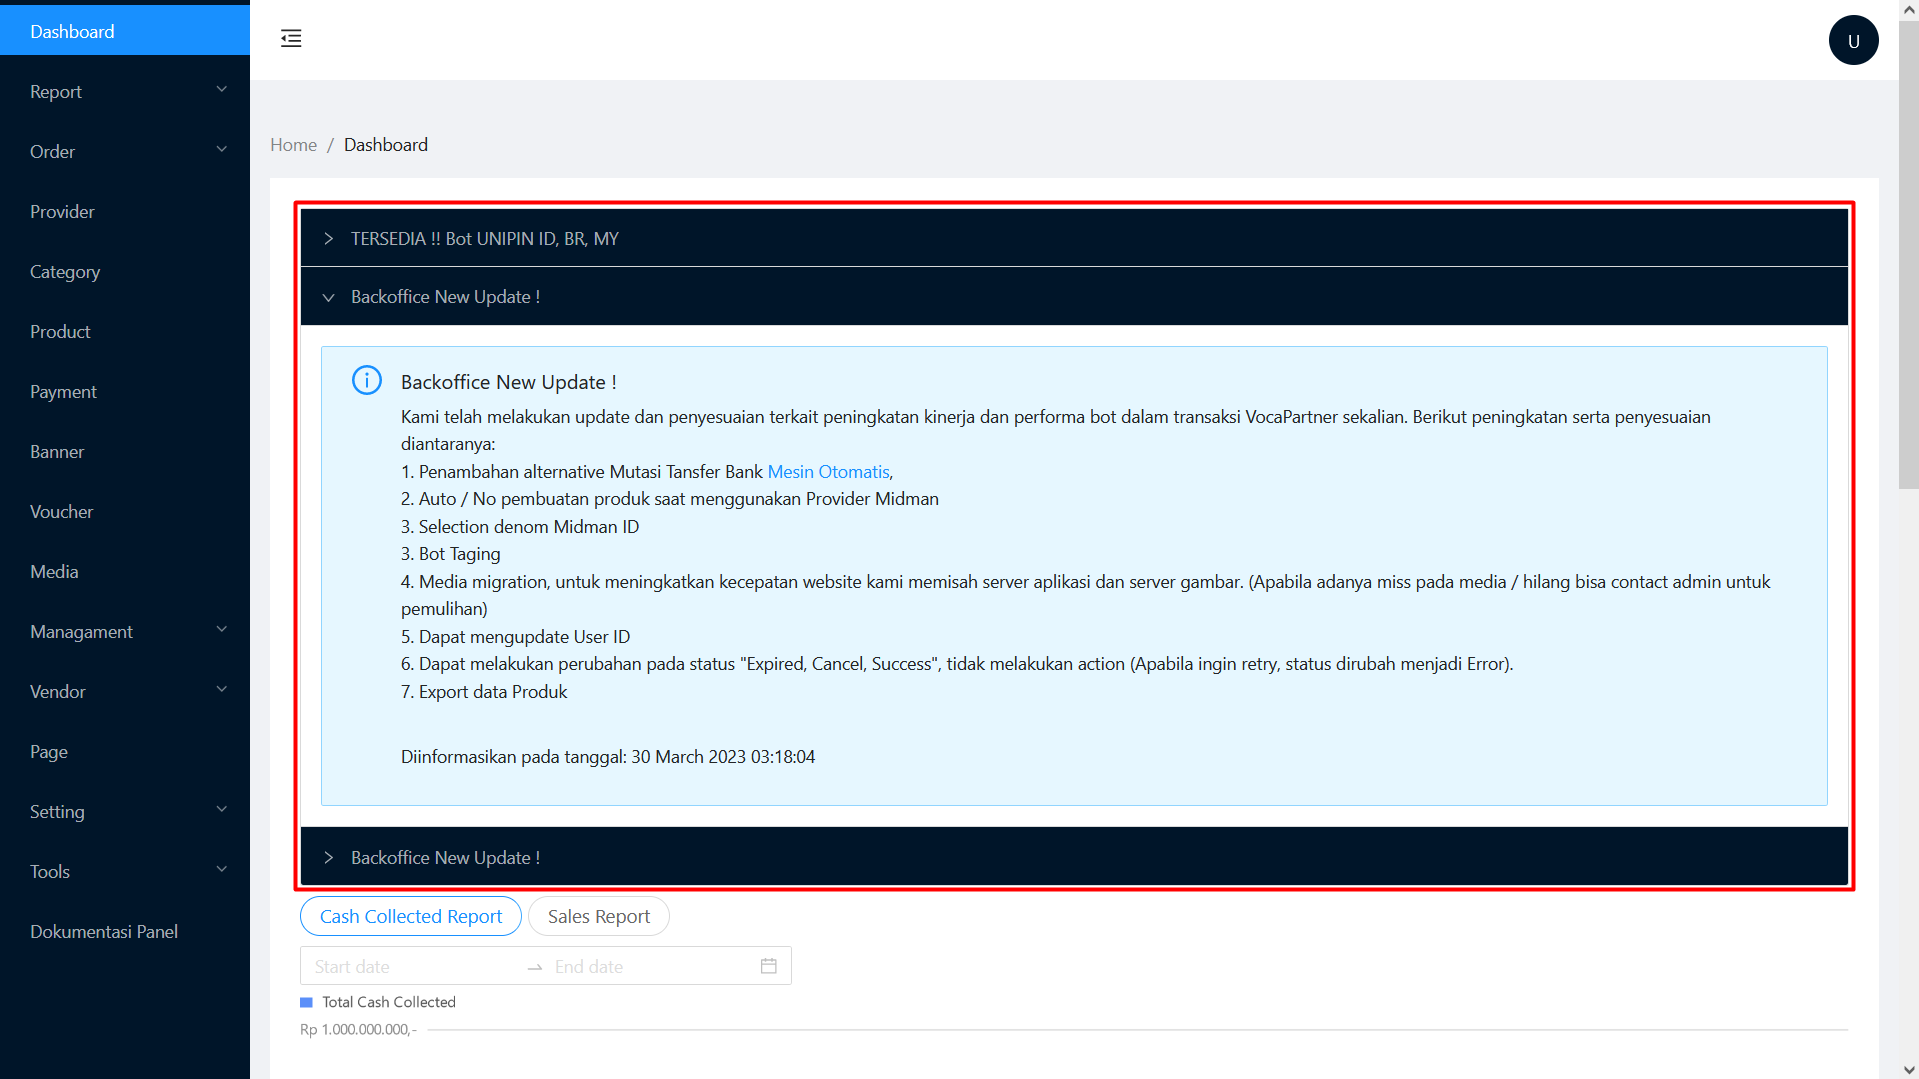 Dashboard
Report
Order
Provider
Category
Product
Payment
Banner
Voucher
Media
Managament
Vendor
Page
Setting
Tools
Dokumentasi Panel
U
Home / Dashboard
TERSEDIA !! Bot UNIPIN ID, BR, MY
Backoffice New Update !
Backoffice New Update !
Kami telah melakukan update dan penyesuaian terkait peningkatan kinerja dan performa bot dalam transaksi VocaPartner sekalian. Berikut peningkatan serta penyesuaian
diantaranya:
1. Penambahan alternative Mutasi Tansfer Bank Mesin Otomatis,
2. Auto / No pembuatan produk saat menggunakan Provider Midman
3. Selection denom Midman ID
3. Bot Taging
4. Media migration, untuk meningkatkan kecepatan website kami memisah server aplikasi dan server gambar. (Apabila adanya miss pada media / hilang bisa contact admin untuk
pemulihan)
5. Dapat mengupdate User ID
6. Dapat melakukan perubahan pada status "Expired, Cancel, Success", tidak melakukan action (Apabila ingin retry, status dirubah menjadi Error).
7. Export data Produk
Diinformasikan pada tanggal: 30 March 2023 03:18:04
Backoffice New Update !
Cash Collected Report Sales Report
Start date End date
Total Cash Collected
Rp 1.000.000.000,-